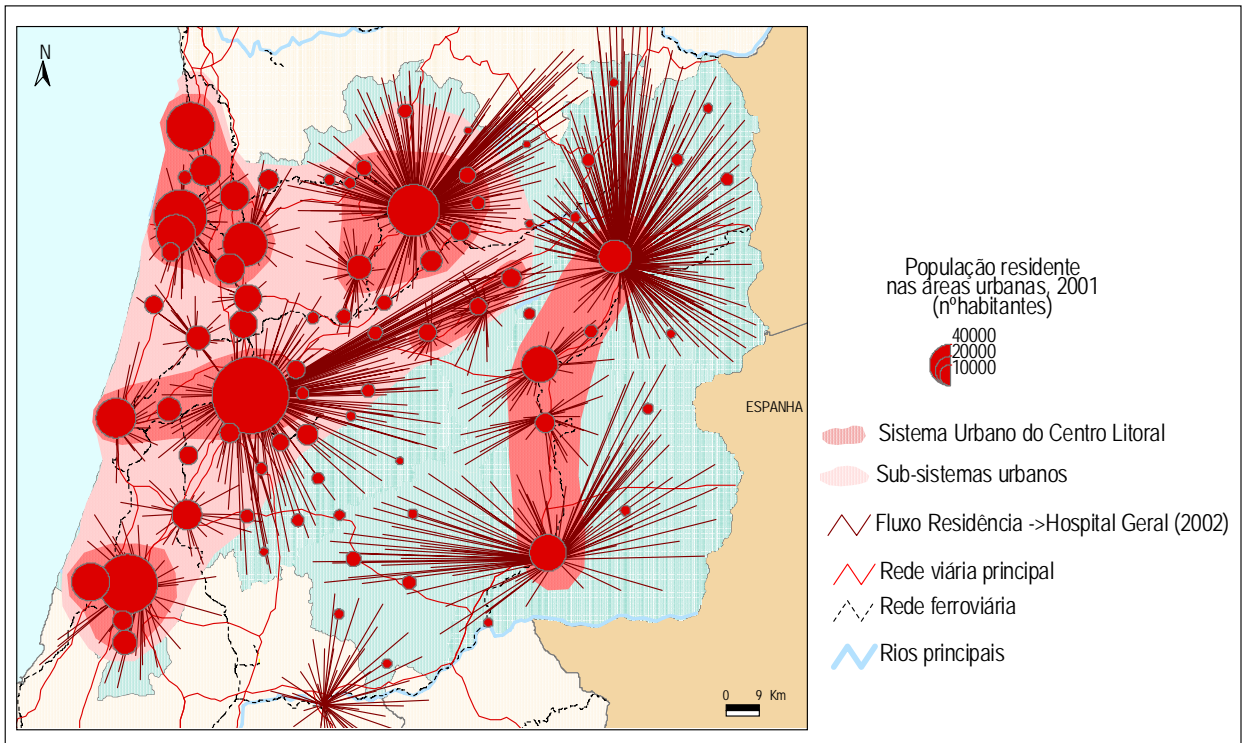 N
ESPANHA
0 9 Km
População residente
nas áreas urbanas, 2001
(nºhabitantes)
40000
20000
10000
Sistema Urbano do Centro Litoral
Sub-sistemas urbanos
Fluxo Residência ->Hospital Geral (2002)
Rede viária principal
Rede ferroviária
Rios principais